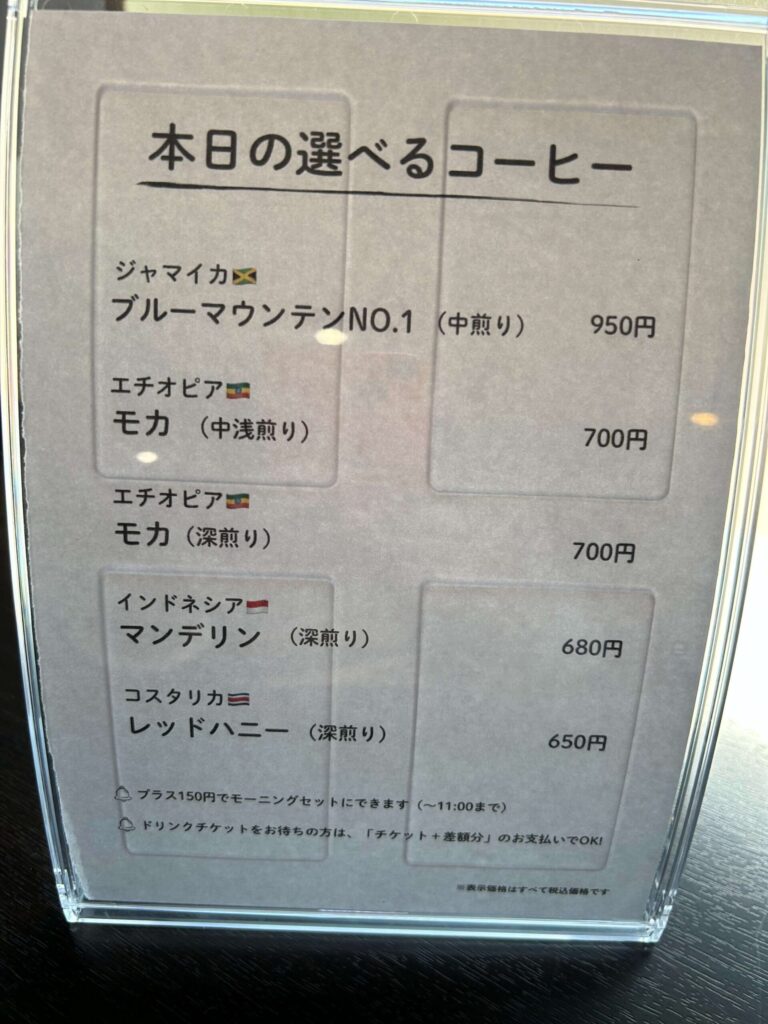 本日の選べるコーヒー
ジャマイカ🇯🇲
ブルーマウンテンNO.1 (中煎り) 950円
エチオピア🇪🇹
モカ (中浅煎り) 700円
エチオピア🇪🇹
モカ (深煎り) 700円
インドネシア🇮🇩
マンデリン (深煎り) 680円
コスタリカ🇨🇷
レッドハニー (深煎り) 650円
プラス150円でモーニングセットにできます (〜11:00まで)
ドリンクチケットをお待ちの方は、「チケット+差額分」のお支払いでOK!
※表示価格はすべて税込価格です